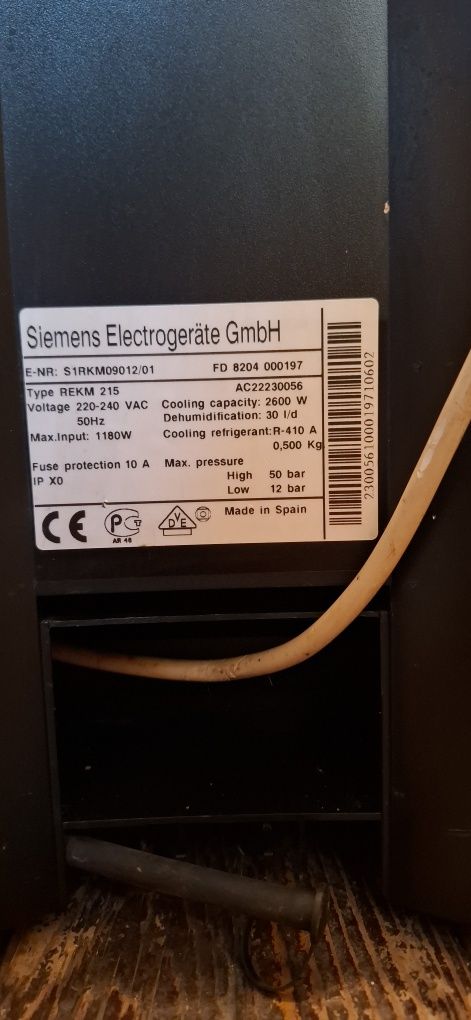 Siemens Electrogeräte GmbH
E-NR: S1RKM09012/01 FD 8204 000197
Type REKM 215 AC22230056
Voltage 220-240 VAC Cooling capacity: 2600 W
50Hz Dehumidification: 30 l/d
Max.Input: 1180W Cooling refrigerant:R-410 A
0,500 Kg
Fuse protection 10 A Max. pressure
IP X0 High 50 bar
Low 12 bar
CE PCT VDE Made in Spain
AR 46
230056100019710602